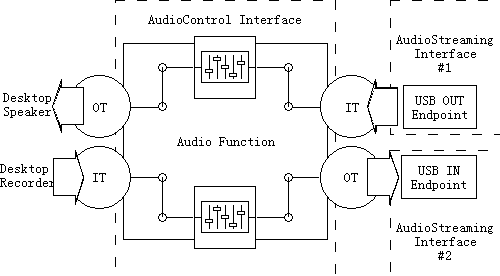 AudioControl Interface
AudioStreaming
Interface
#1
Desktop
Speaker
OT
IT
USB OUT
Endpoint
Audio Function
Desktop
Recorder
IT
OT
USB IN
Endpoint
AudioStreaming
Interface
#2